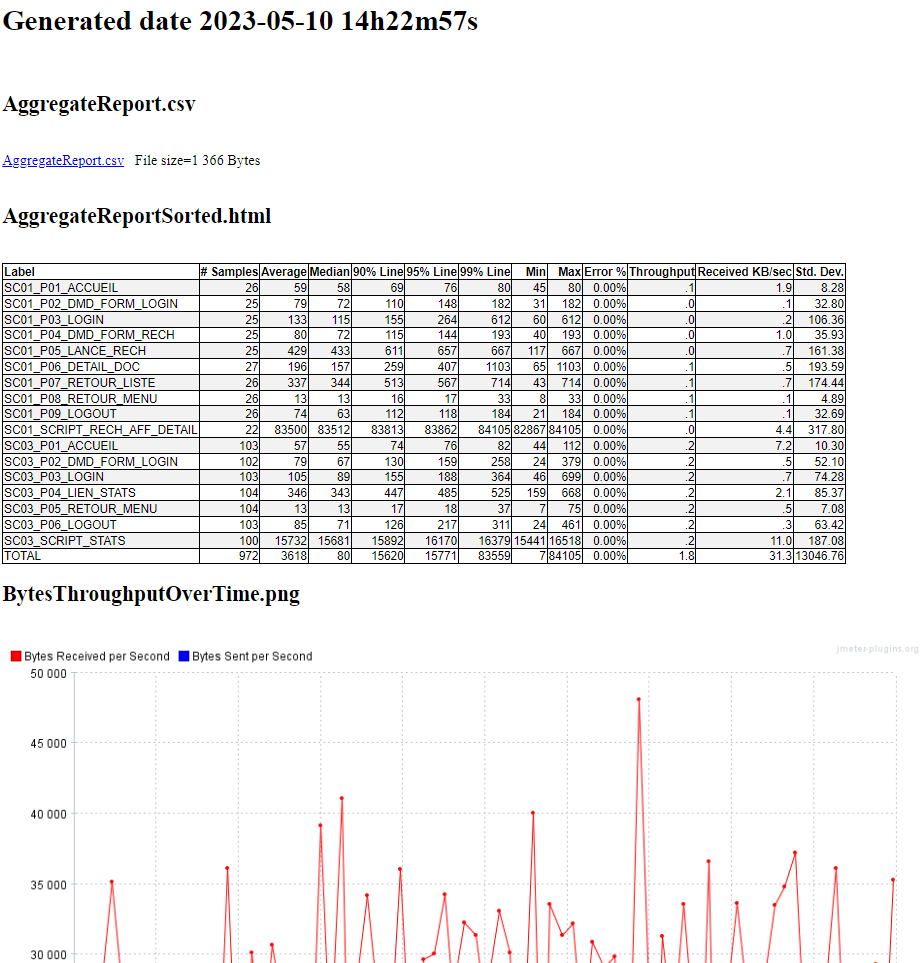 Generated date 2023-05-10 14h22m57s
AggregateReport.csv
AggregateReport.csv File size=1 366 Bytes
AggregateReportSorted.html
Label # Samples Average Median 90% Line 95% Line 99% Line Min Max Error % Throughput Received KB/sec Std. Dev.
SC01_P01_ACCUEIL 26 59 58 69 76 80 45 80 0.00% .1 1.9 8.28
SC01_P02_DMD_FORM_LOGIN 25 79 72 110 148 182 31 182 0.00% .0 .1 32.80
SC01_P03_LOGIN 25 133 115 155 264 612 60 612 0.00% .0 .2 106.36
SC01_P04_DMD_FORM_RECH 25 80 72 115 144 193 40 193 0.00% .0 1.0 35.93
SC01_P05_LANCE_RECH 25 429 433 611 657 667 117 667 0.00% .0 .7 161.38
SC01_P06_DETAIL_DOC 27 196 157 259 407 1103 65 1103 0.00% .1 .5 193.59
SC01_P07_RETOUR_LISTE 26 337 344 513 567 714 43 714 0.00% .1 .7 174.44
SC01_P08_RETOUR_MENU 26 13 13 16 17 33 8 33 0.00% .1 .1 4.89
SC01_P09_LOGOUT 26 74 63 112 118 184 21 184 0.00% .1 .1 32.69
SC01_SCRIPT_RECH_AFF_DETAIL 22 83500 83512 83813 83862 84105 82867 84105 0.00% .0 4.4 317.80
SC03_P01_ACCUEIL 103 57 55 74 76 82 44 112 0.00% .2 7.2 10.30
SC03_P02_DMD_FORM_LOGIN 102 79 67 130 159 258 24 379 0.00% .2 .5 52.10
SC03_P03_LOGIN 103 105 89 155 188 364 46 699 0.00% .2 .7 74.28
SC03_P04_LIEN_STATS 104 346 343 447 485 525 159 668 0.00% .2 2.1 85.37
SC03_P05_RETOUR_MENU 104 13 13 17 18 37 7 75 0.00% .2 .5 7.08
SC03_P06_LOGOUT 103 85 71 126 217 311 24 461 0.00% .2 .3 63.42
SC03_SCRIPT_STATS 100 15732 15681 15892 16170 16379 15441 16518 0.00% .2 11.0 187.08
TOTAL 972 3618 80 15620 15771 83559 7 84105 0.00% 1.8 31.3 13046.76
BytesThroughputOverTime.png
Bytes Received per Second Bytes Sent per Second
jmeter-plugins.org
50 000
45 000
40 000
35 000
30 000